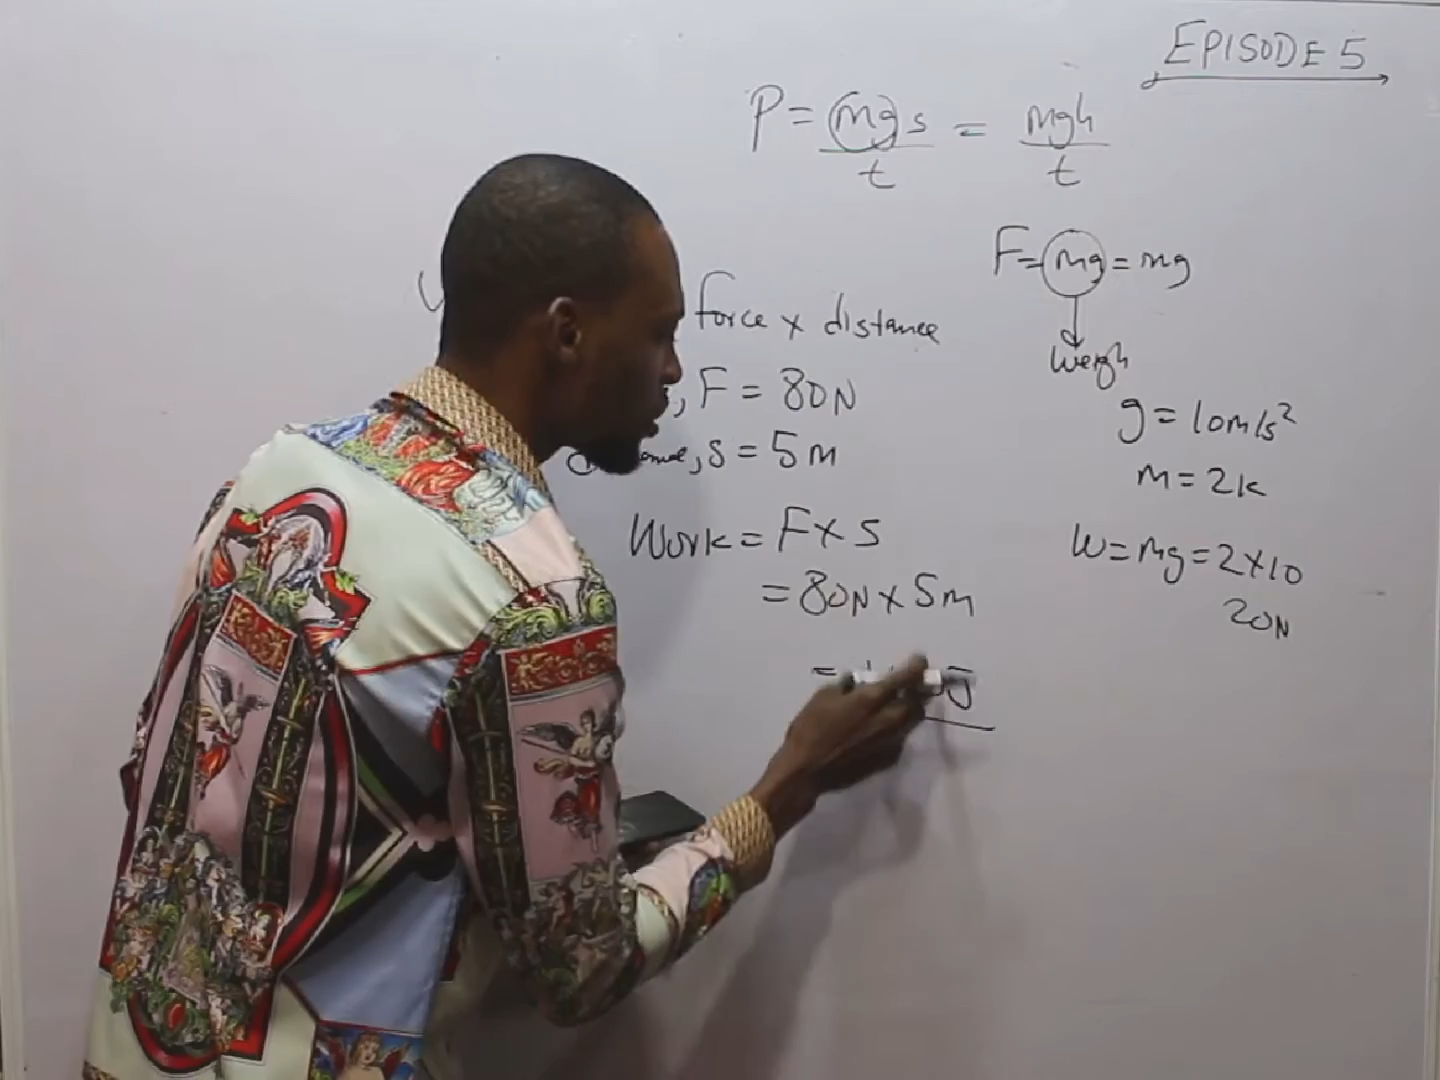 EPISODE 5
P = mgs/t = mgh/t
F = mg = mg
weigh
force x distance
, F = 80N
, s = 5m
g = 10m/s²
m = 2k
Work = F x s
= 80N x 5m
W = mg = 2x10
20N
= J